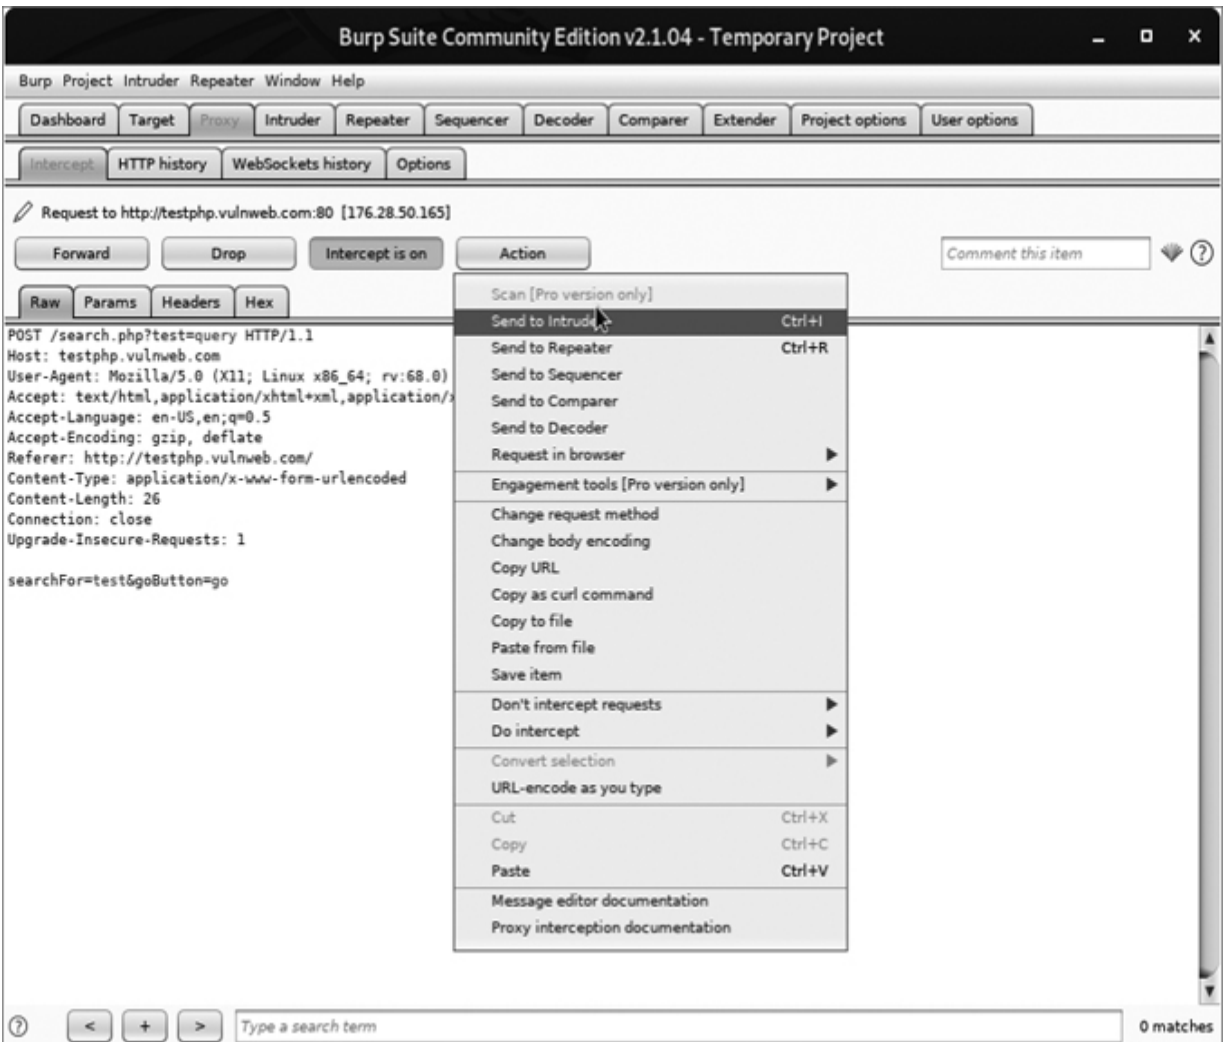 Burp Suite Community Edition v2.1.04 - Temporary Project
Burp Project Intruder Repeater Window Help
Dashboard Target Proxy Intruder Repeater Sequencer Decoder Comparer Extender Project options User options
Intercept HTTP history WebSockets history Options
Request to http://testphp.vulnweb.com:80 [176.28.50.165]
Forward Drop Intercept is on Action Comment this item ?
Raw Params Headers Hex
POST /search.php?test=query HTTP/1.1
Host: testphp.vulnweb.com
User-Agent: Mozilla/5.0 (X11; Linux x86_64; rv:68.0)
Accept: text/html,application/xhtml+xml,application/
Accept-Language: en-US,en;q=0.5
Accept-Encoding: gzip, deflate
Referer: http://testphp.vulnweb.com/
Content-Type: application/x-www-form-urlencoded
Content-Length: 26
Connection: close
Upgrade-Insecure-Requests: 1
searchFor=test&goButton=go
Scan [Pro version only]
Send to Intrude Ctrl+I
Send to Repeater Ctrl+R
Send to Sequencer
Send to Comparer
Send to Decoder
Request in browser
Engagement tools [Pro version only]
Change request method
Change body encoding
Copy URL
Copy as curl command
Copy to file
Paste from file
Save item
Don't intercept requests
Do intercept
Convert selection
URL-encode as you type
Cut Ctrl+X
Copy Ctrl+C
Paste Ctrl+V
Message editor documentation
Proxy interception documentation
? < + > Type a search term 0 matches